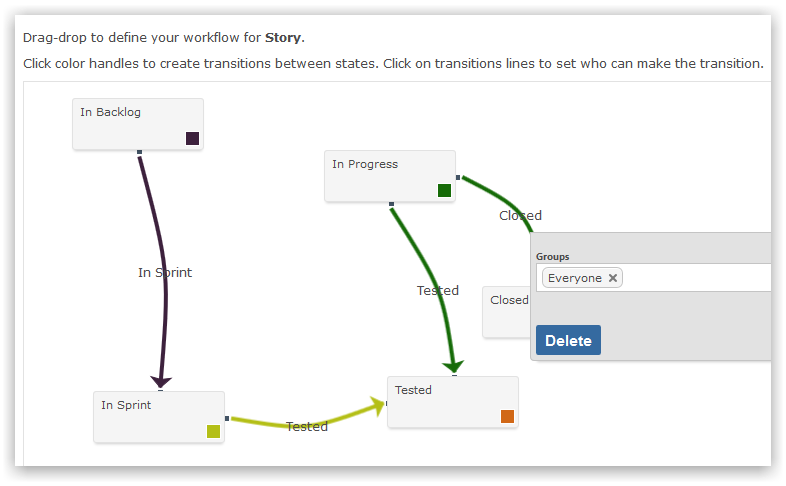 Drag-drop to define your workflow for Story.
Click color handles to create transitions between states. Click on transitions lines to set who can make the transition.
In Backlog
In Progress
Closed
Groups
Everyone ×
In Sprint
Tested
Closed
Delete
Tested
In Sprint
Tested